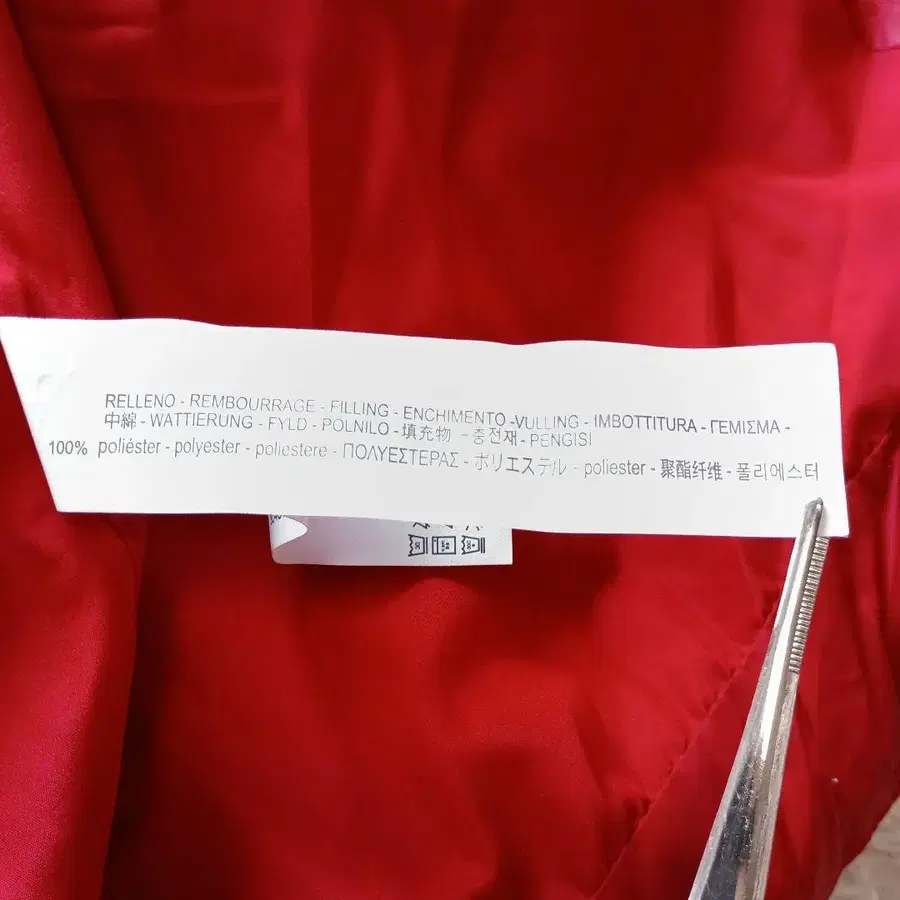 RELLENO - REMBOURRAGE - FILLING - ENCHIMENTO -VULLING - IMBOTTITURA - ΓΕΜΙΣΜΑ -
中綿 - WATTIERUNG - FYLD - POLNILO - 填充物 - 충전재 - PENGISI
100% poliéster - polyester - poliestere - ΠΟΛΥΕΣΤΕΡΑΣ - ポリエステル - poliester - 聚酯纤维 - 폴리에스터